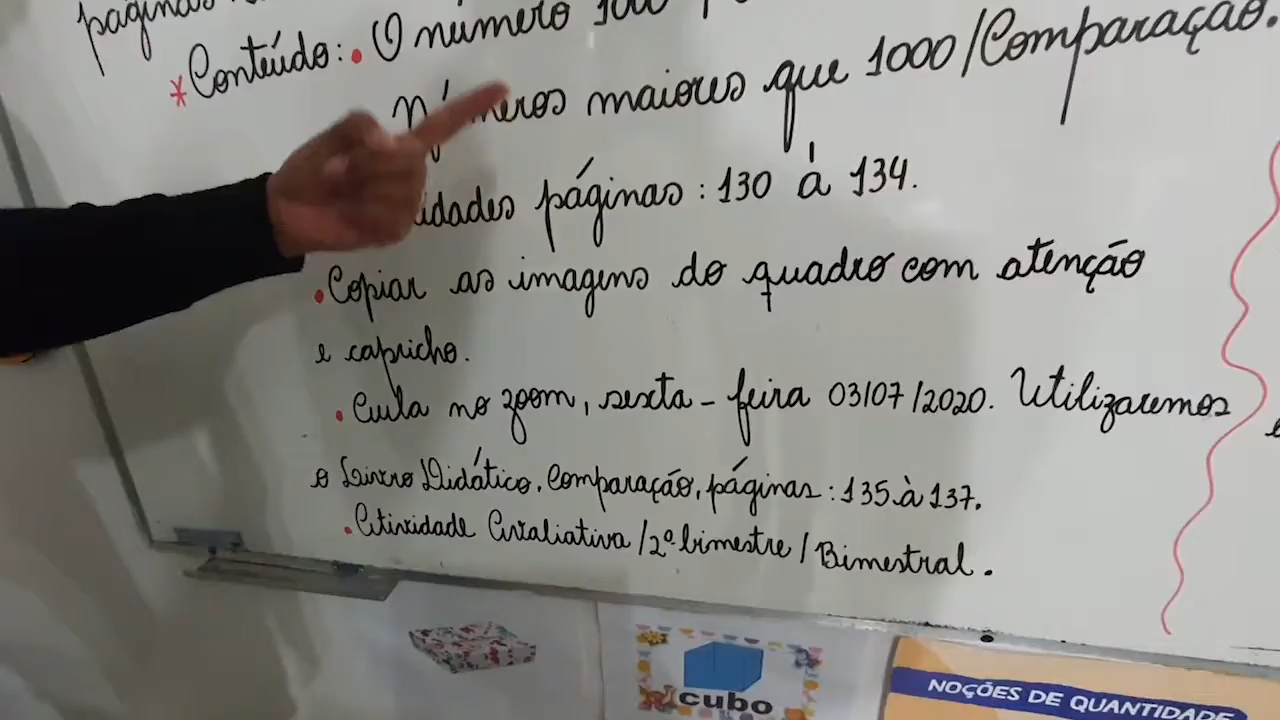 páginas
* Conteúdo: • O número 100
Números maiores que 1000/Comparação.
idades páginas: 130 à 134.
• Copiar as imagens do quadro com atenção
e capricho.
• Aula no zoom, sexta-feira 03/07/2020. Utilizaremos
o Livro Didático. Comparação, páginas: 135 à 137.
• Atividade Avaliativa /2º bimestre / Bimestral.
cubo
NOÇÕES DE QUANTIDADE